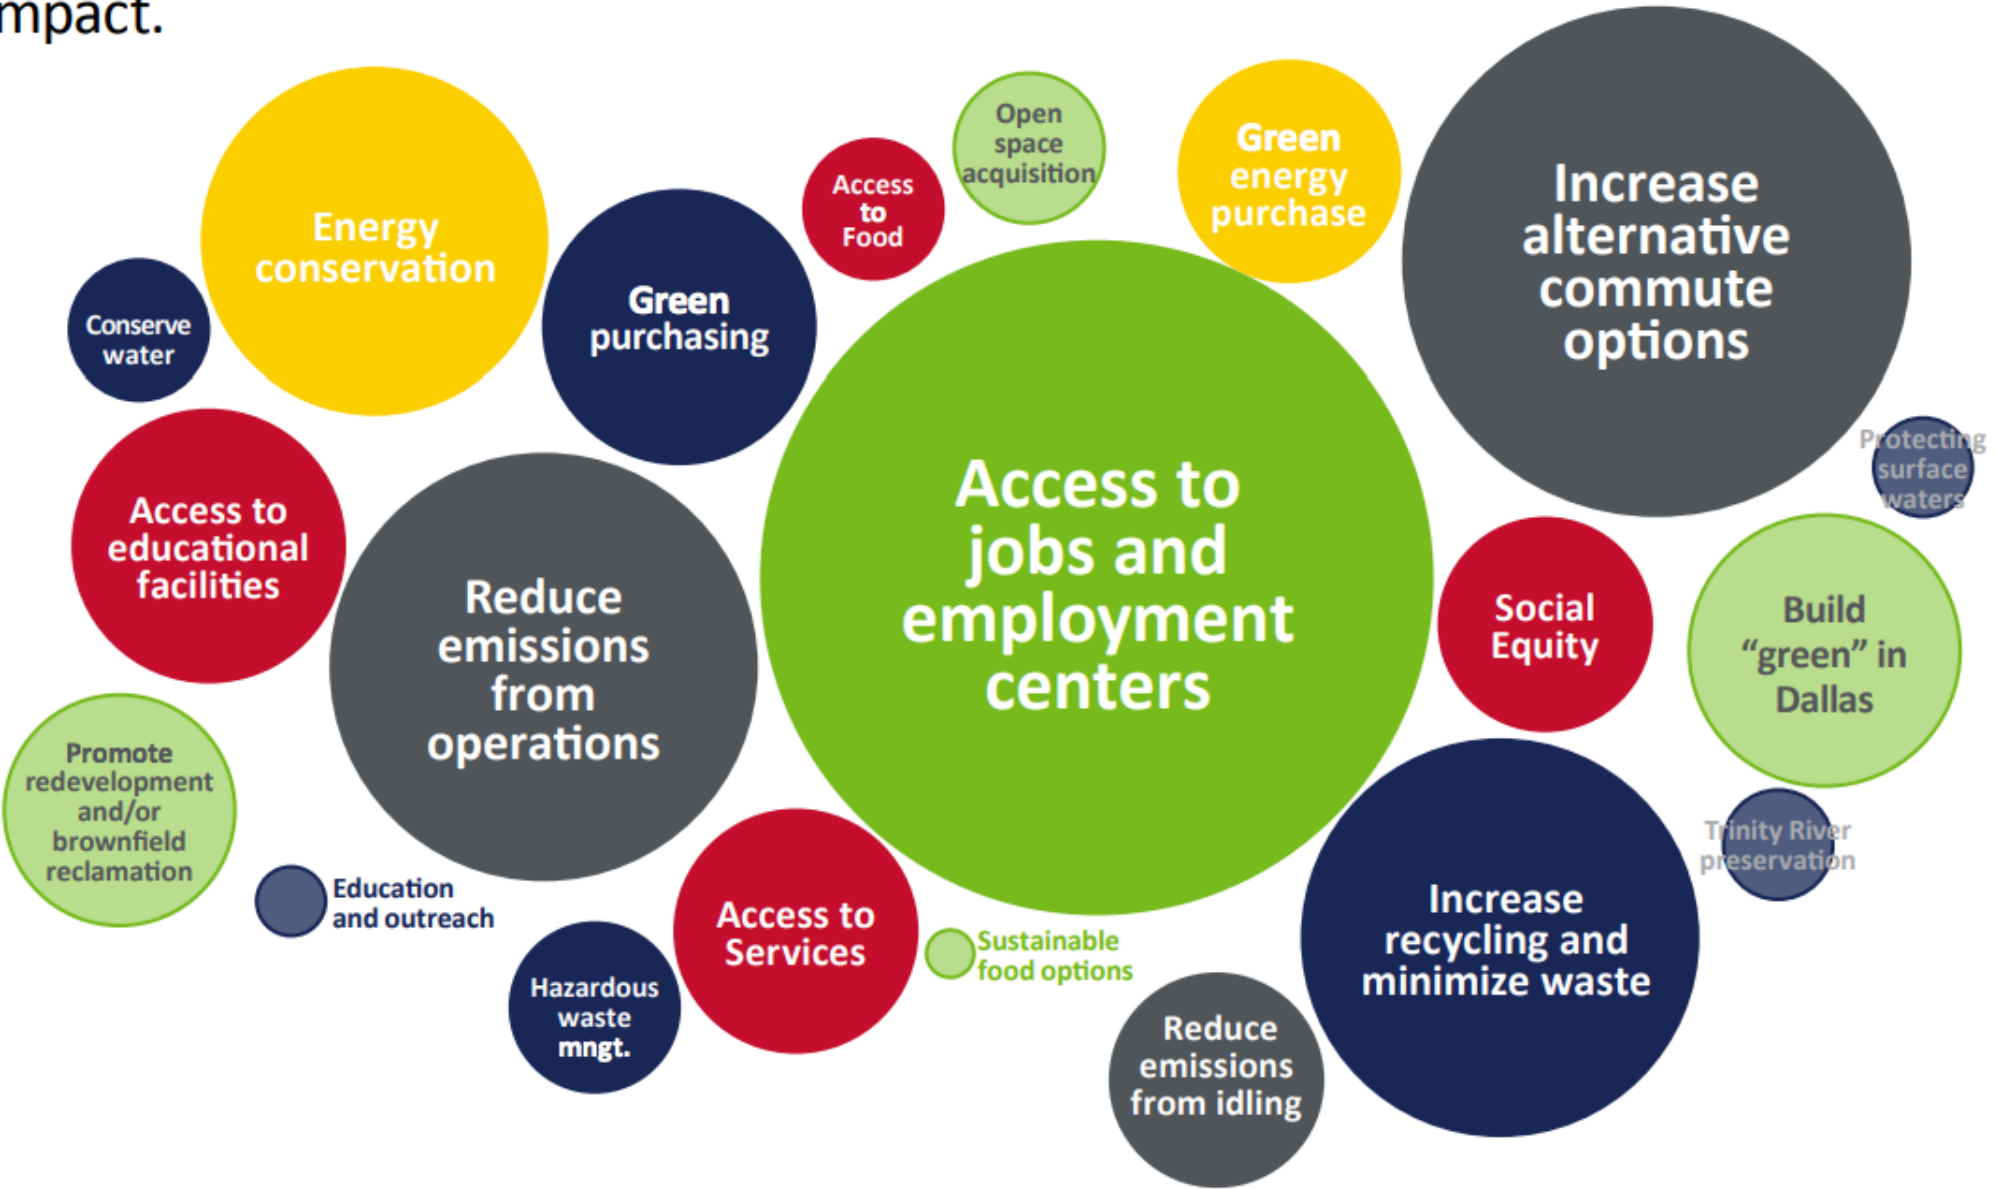 mpact.
Energy
conservation
Conserve
water
Green
purchasing
Access
to
Food
Open
space
acquisition
Green
energy
purchase
Increase
alternative
commute
options
Protecting
surface
waters
Access to
educational
facilities
Reduce
emissions
from
operations
Access to
jobs and
employment
centers
Social
Equity
Build
“green” in
Dallas
Promote
redevelopment
and/or
brownfield
reclamation
Education
and outreach
Hazardous
waste
mngt.
Access to
Services
Sustainable
food options
Reduce
emissions
from idling
Increase
recycling and
minimize waste
Trinity River
preservation